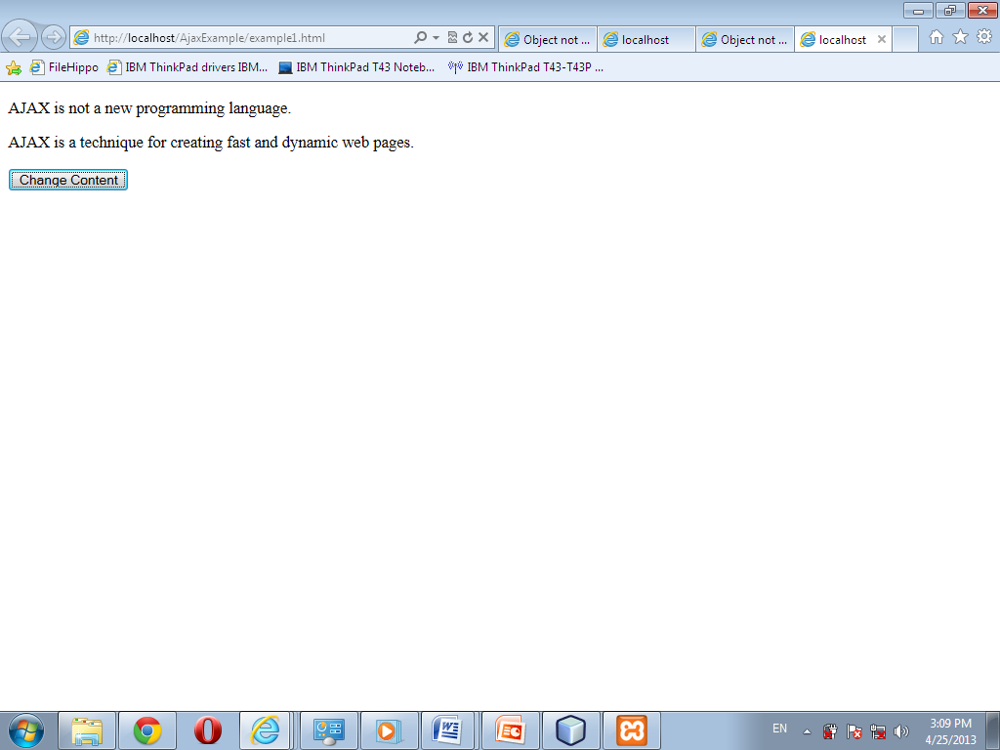 http://localhost/AjaxExample/example1.html
Object not ...
localhost
Object not ...
localhost
FileHippo
IBM ThinkPad drivers IBM...
IBM ThinkPad T43 Noteb...
IBM ThinkPad T43-T43P ...
AJAX is not a new programming language.
AJAX is a technique for creating fast and dynamic web pages.
Change Content
EN
3:09 PM
4/25/2013